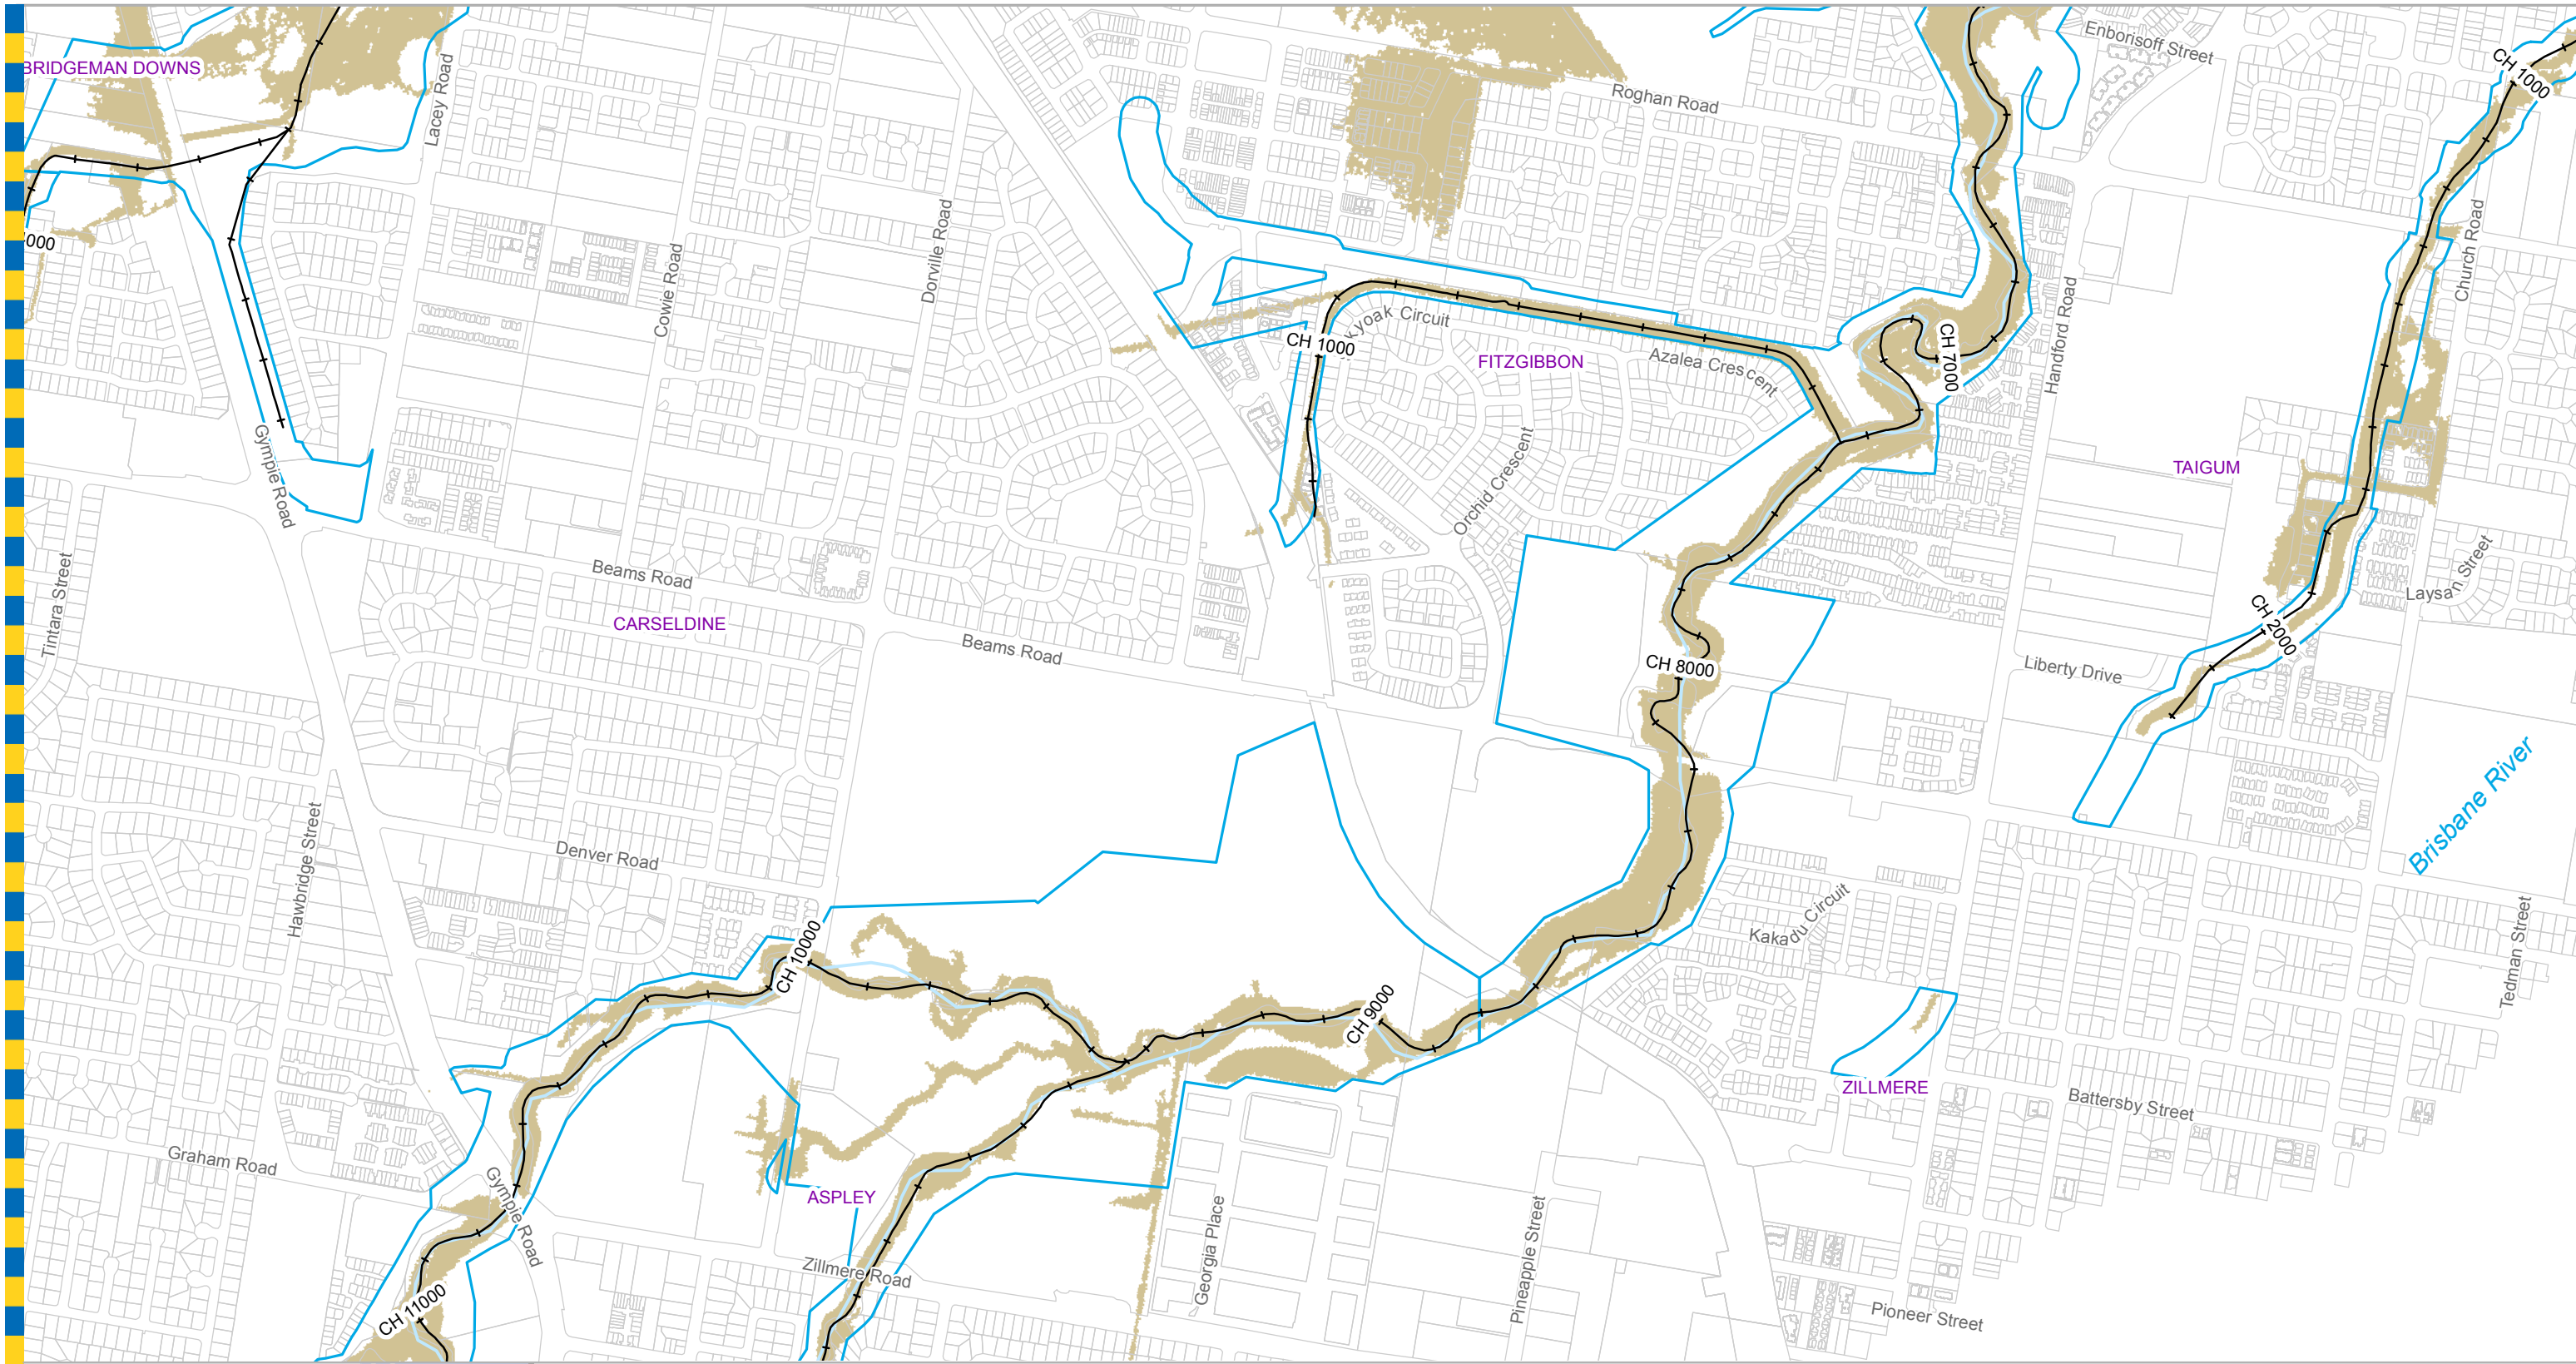 Enborisoff Street
BRIDGEMAN DOWNS
CH 1000
Lacey Road
Roghan Road
000
Dorville Road
Church Road
Cowie Road
Handford Road
yoak Circuit
CH 1000
FITZGIBBON
Azalea Crescent
CH 7000
Gympie Road
Orchid Crescent
TAIGUM
Tintara Street
Beams Road
Laysan Street
CARSELDINE
CH 2000
Beams Road
CH 8000
Liberty Drive
Brisbane River
Hawbridge Street
Denver Road
Kakadu Circuit
CH 10000
Tedman Street
CH 9000
ZILLMERE
Battersby Street
Graham Road
Gympie Road
ASPLEY
Georgia Place
Pineapple Street
Zillmere Road
CH 11000
Pioneer Street